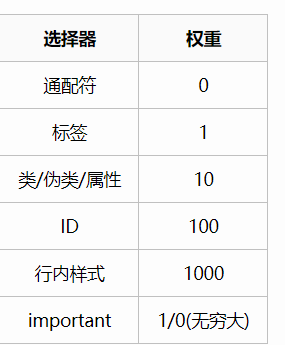 选择器 权重
通配符 0
标签 1
类/伪类/属性 10
ID 100
行内样式 1000
important 1/0(无穷大)